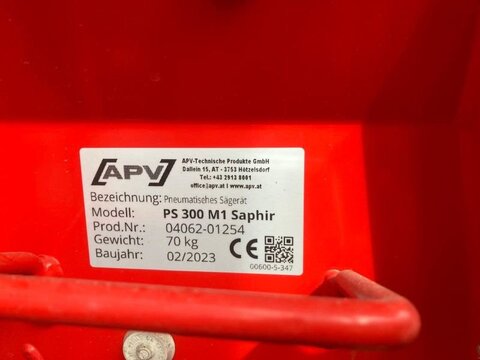 APV
APV-Technische Produkte GmbH
Dallein 15, AT - 3753 Hötzelsdorf
Tel.: +43 2913 8001
office@apv.at I www.apv.at
Bezeichnung: Pneumatisches Sägerät
Modell: PS 300 M1 Saphir
Prod.Nr.: 04062-01254
Gewicht: 70 kg
Baujahr: 02/2023
CE
00600-5-347